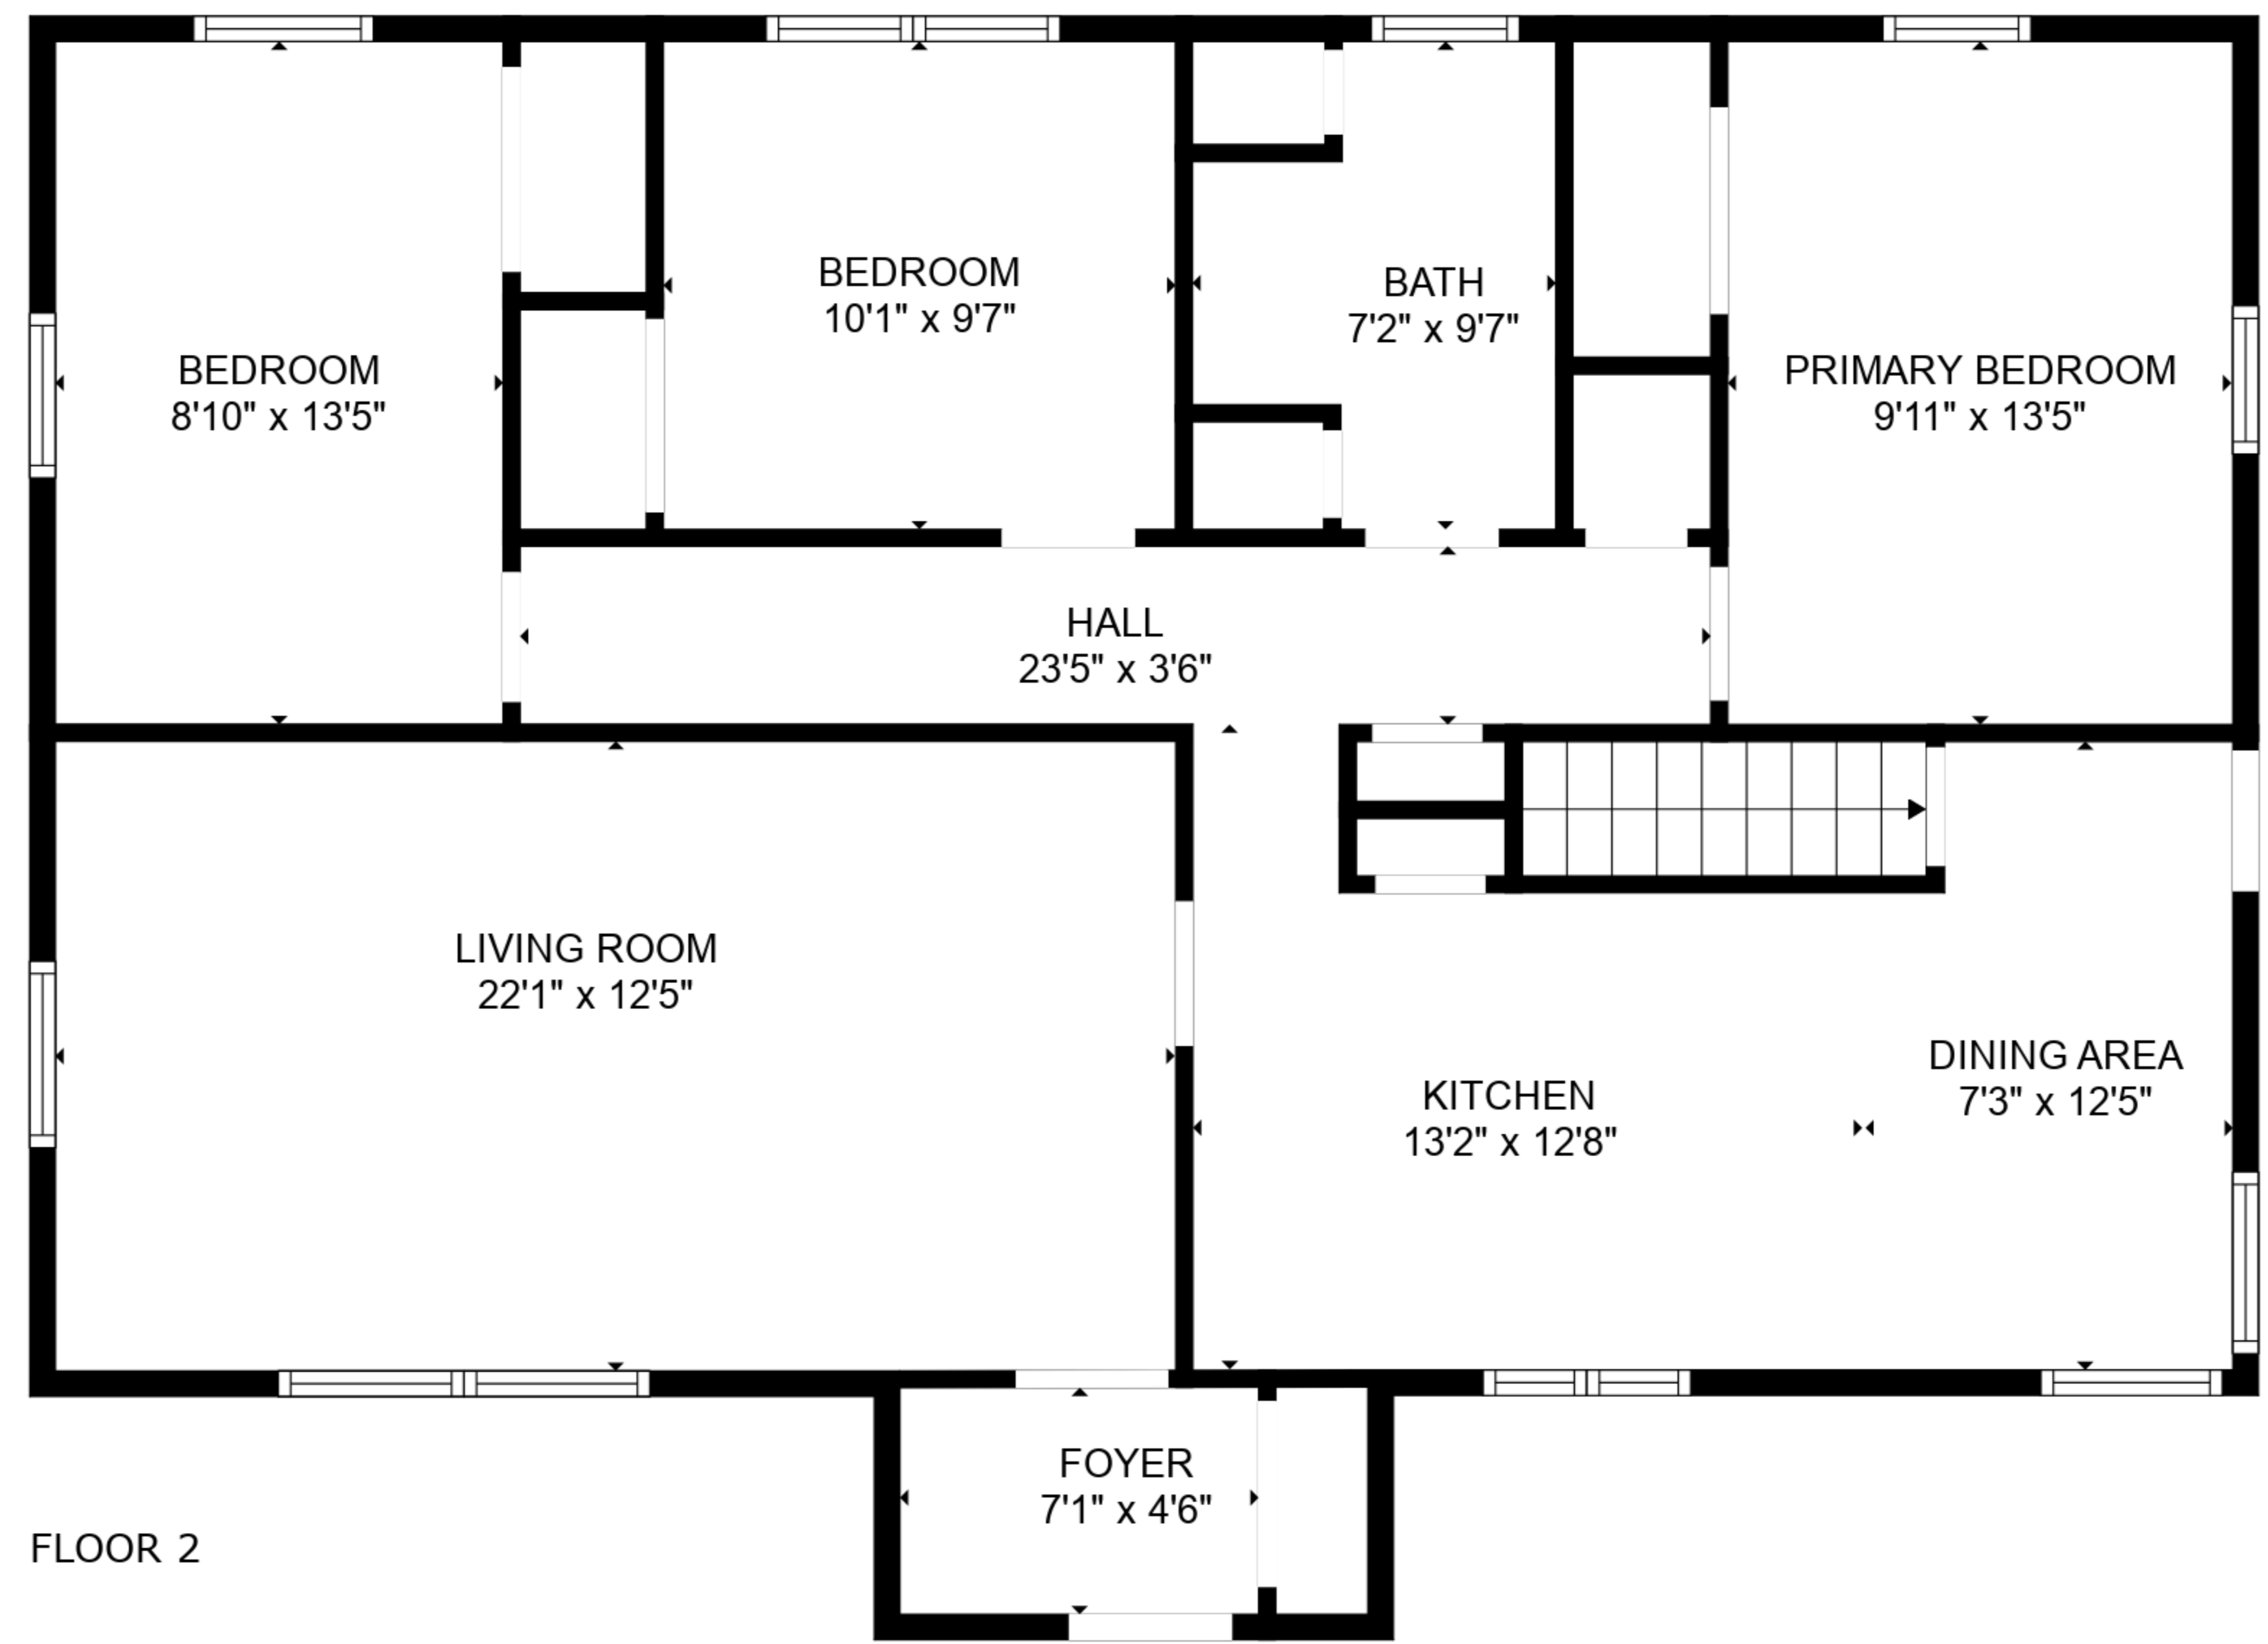 BEDROOM
8'10" x 13'5"
BEDROOM
10'1" x 9'7"
BATH
7'2" x 9'7"
PRIMARY BEDROOM
9'11" x 13'5"
HALL
23'5" x 3'6"
LIVING ROOM
22'1" x 12'5"
KITCHEN
13'2" x 12'8"
DINING AREA
7'3" x 12'5"
FOYER
7'1" x 4'6"
FLOOR 2